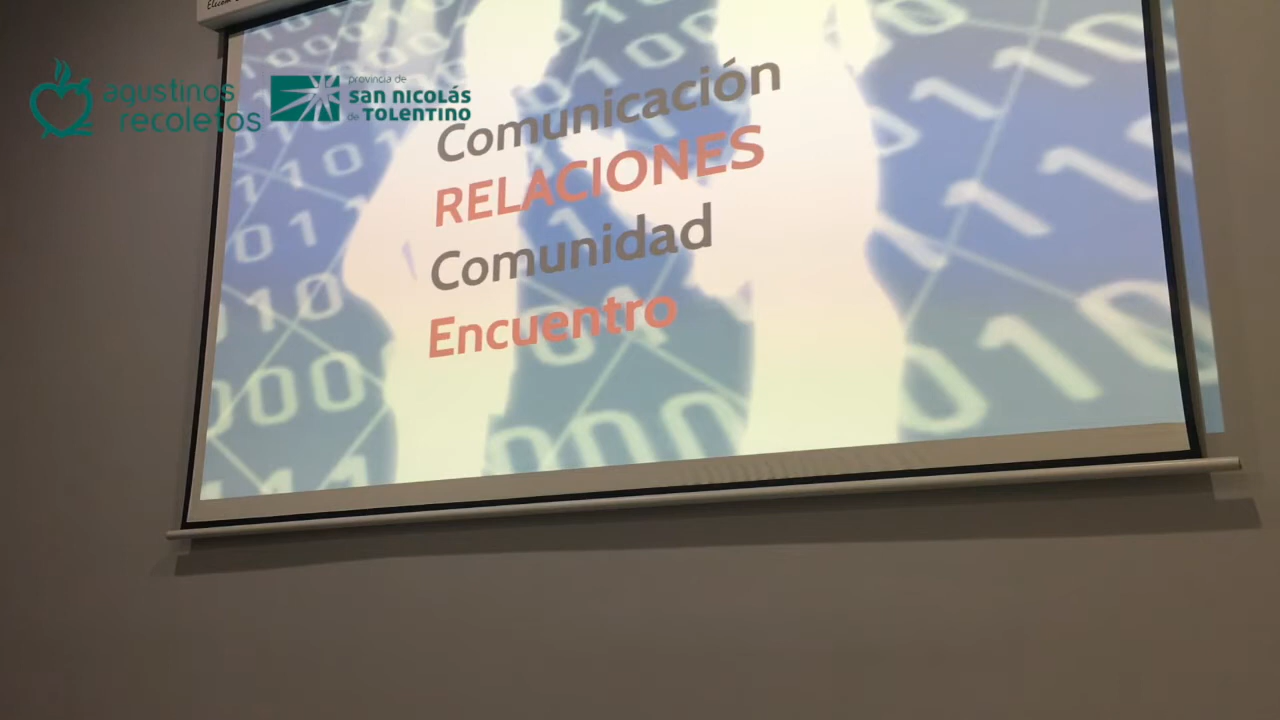 agustinos
recoletos
provincia de
SAN NICOLÁS
de TOLENTINO
Comunicación
RELACIONES
Comunidad
Encuentro